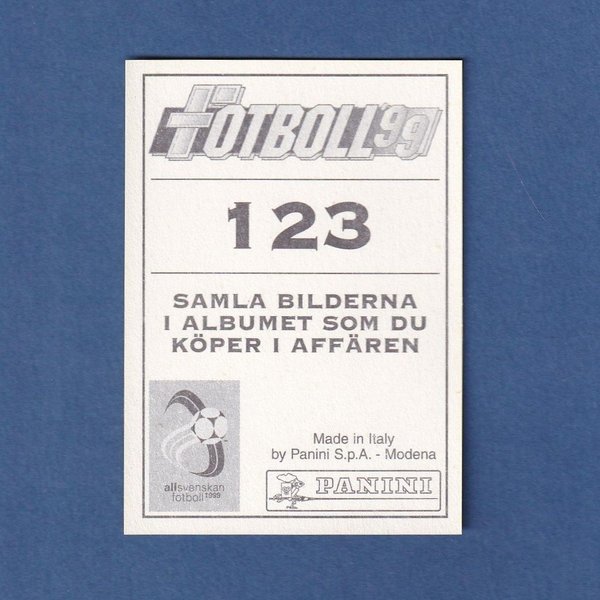 FOTBOLL'99
123
SAMLA BILDERNA
I ALBUMET SOM DU
KÖPER I AFFÄREN
allsvenskan
fotboll 1999
Made in Italy
by Panini S.p.A. - Modena
PANINI